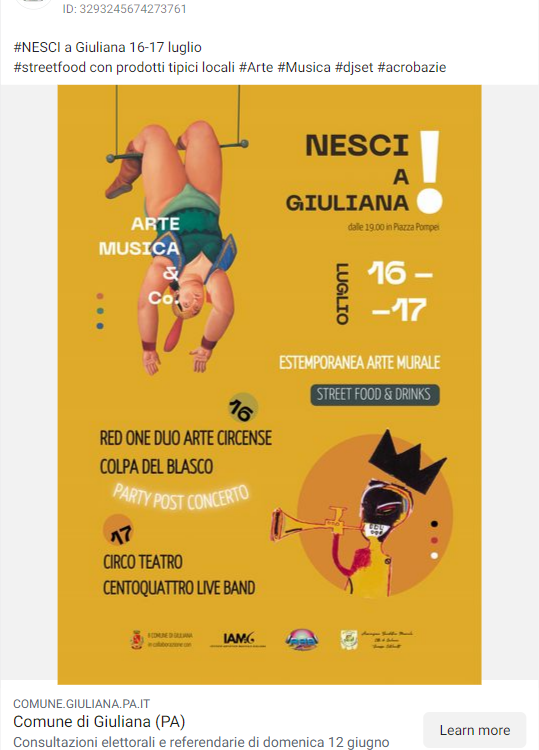 ID: 3293245674273761
#NESCI a Giuliana 16-17 luglio
#streetfood con prodotti tipici locali #Arte #Musica #djset #acrobazie
NESCI
A
GIULIANA
!
dalle 19.00 in Piazza Pompei
ARTE
MUSICA
&
Co.
LUGLIO
16 –
–17
ESTEMPORANEA ARTE MURALE
STREET FOOD & DRINKS
16
RED ONE DUO ARTE CIRCENSE
COLPA DEL BLASCO
PARTY POST CONCERTO
17
CIRCO TEATRO
CENTOQUATTRO LIVE BAND
Il COMUNE DI GIULIANA
in collaborazione con
COMUNE.GIULIANA.PA.IT
Comune di Giuliana (PA)
Consultazioni elettorali e referendarie di domenica 12 giugno
Learn more